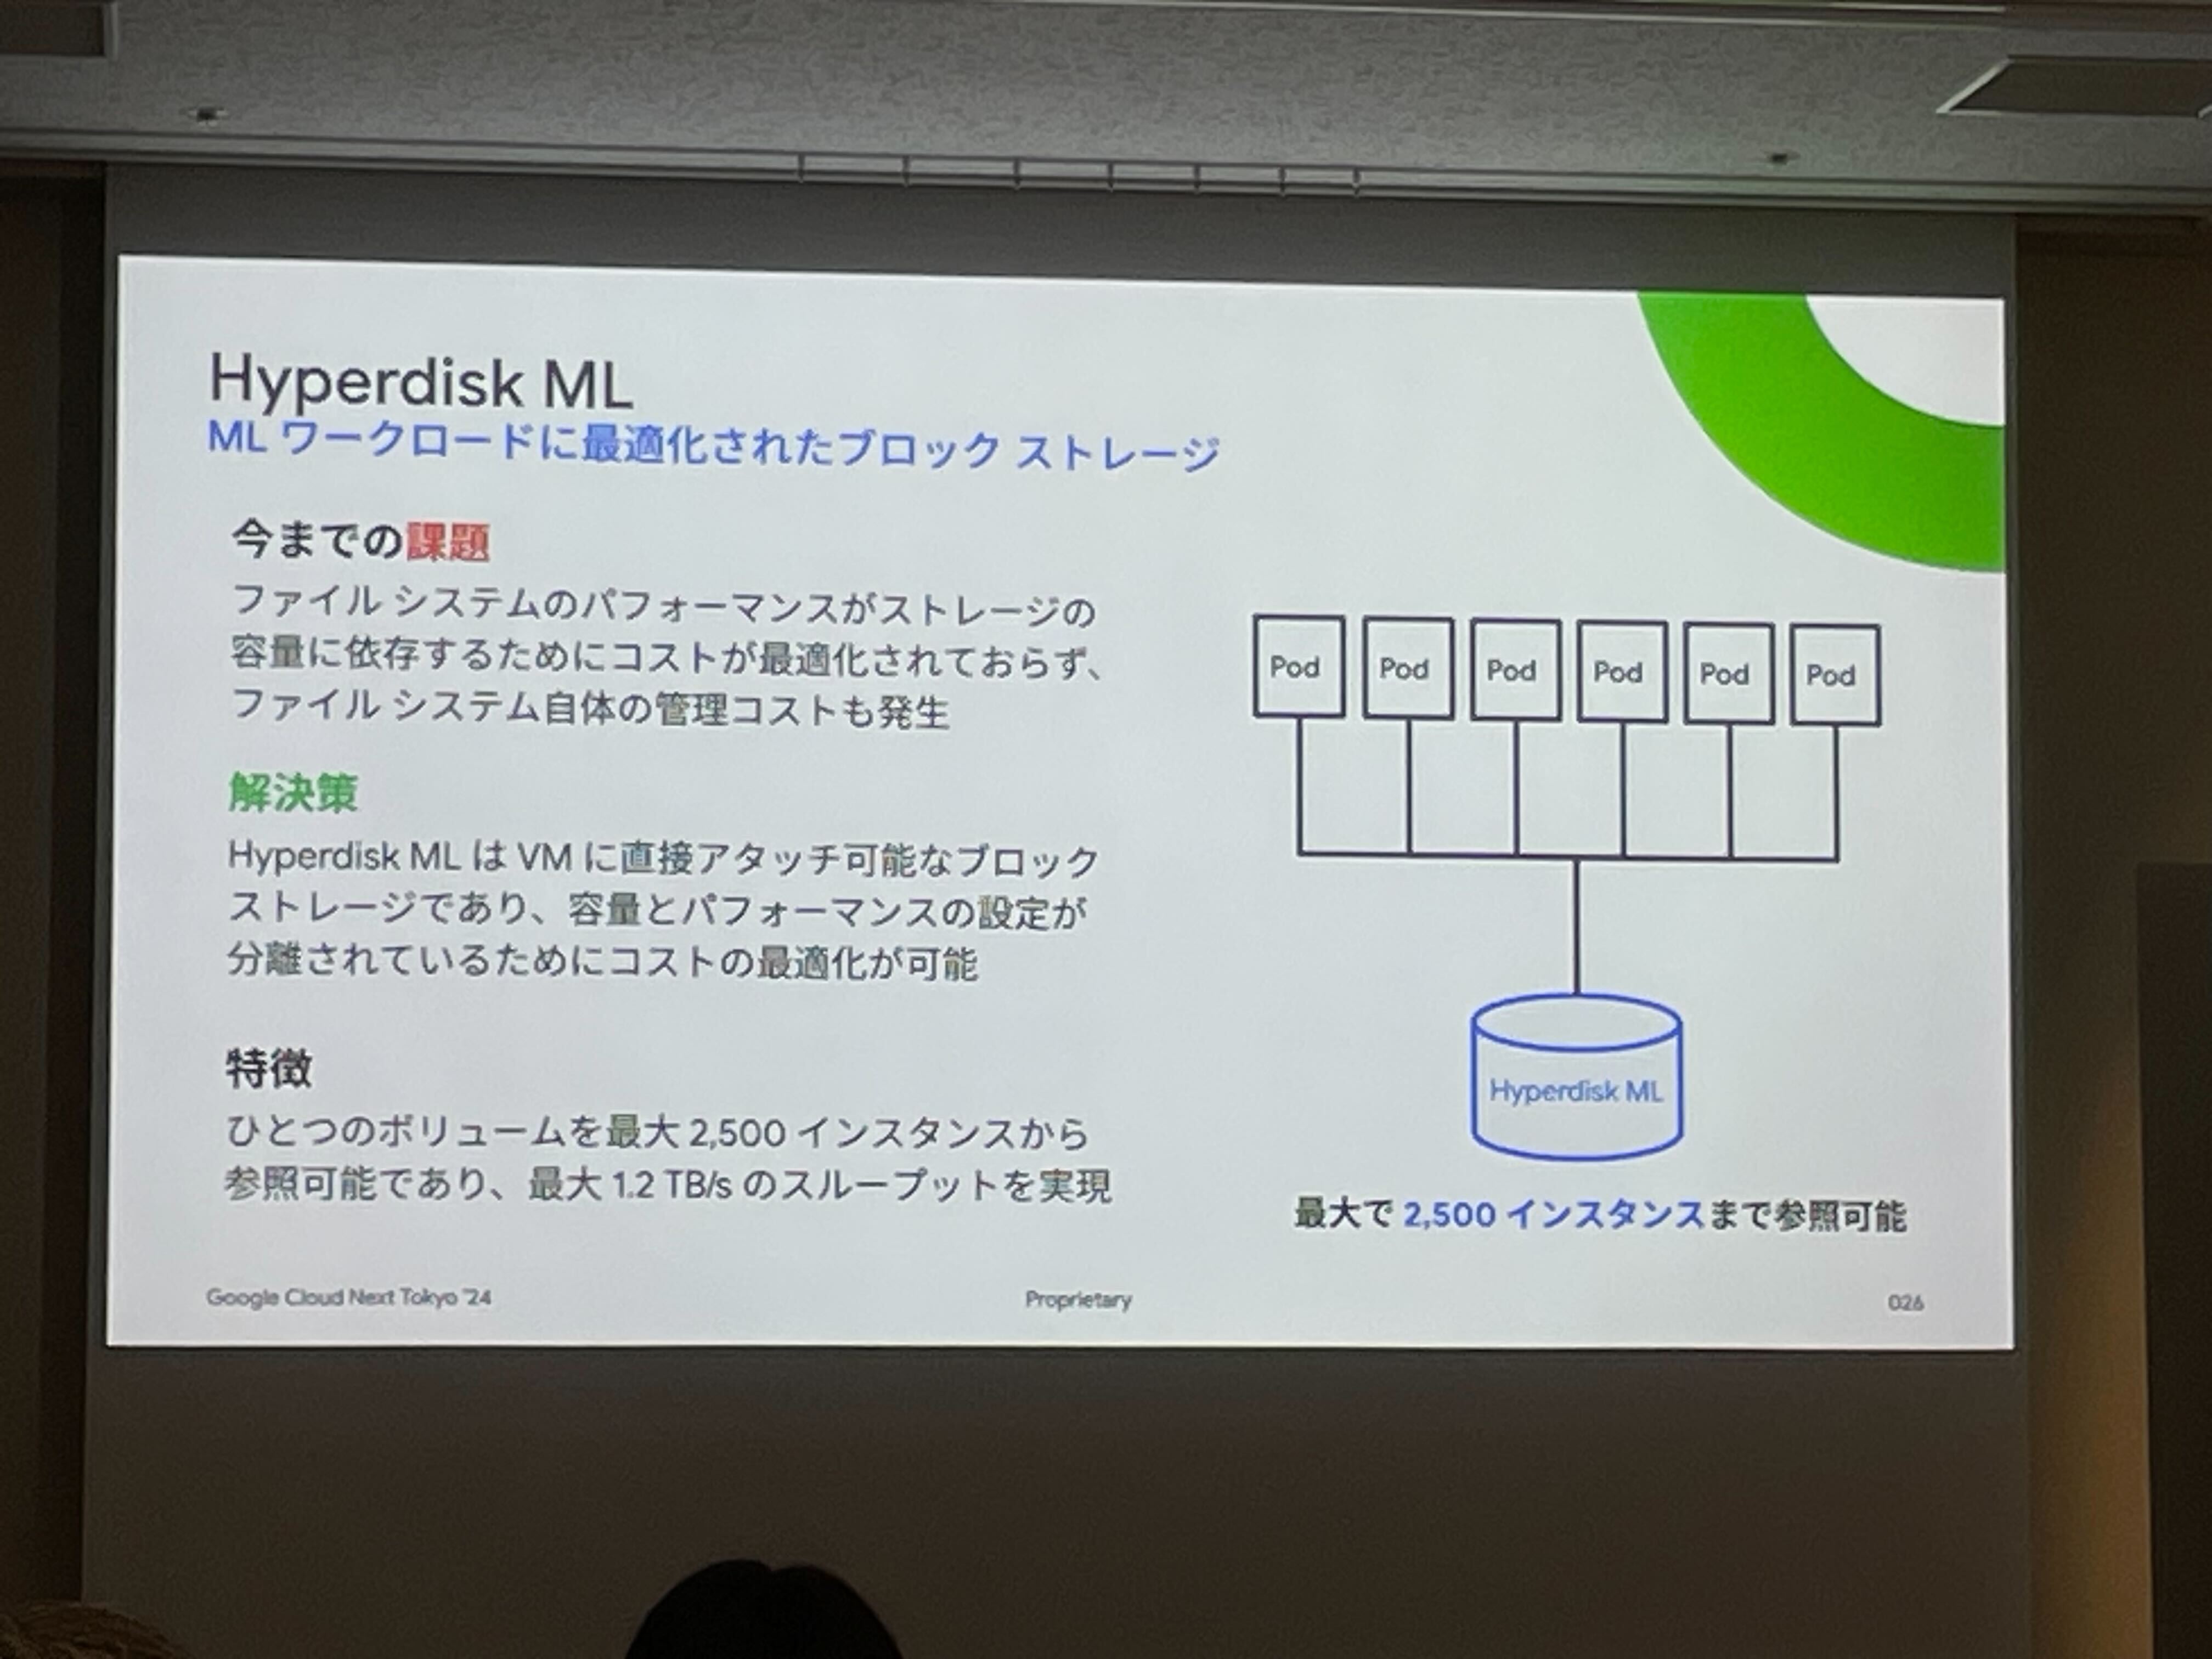 Hyperdisk ML
ML ワークロードに最適化されたブロック ストレージ
今までの課題
ファイル システムのパフォーマンスがストレージの
容量に依存するためにコストが最適化されておらず、
ファイル システム自体の管理コストも発生
解決策
Hyperdisk ML は VM に直接アタッチ可能なブロック
ストレージであり、容量とパフォーマンスの設定が
分離されているためにコストの最適化が可能
特徴
ひとつのボリュームを最大 2,500 インスタンスから
参照可能であり、最大 1.2 TB/s のスループットを実現
Pod Pod Pod Pod Pod Pod
Hyperdisk ML
最大で 2,500 インスタンスまで参照可能
Google Cloud Next Tokyo '24
Proprietary
026